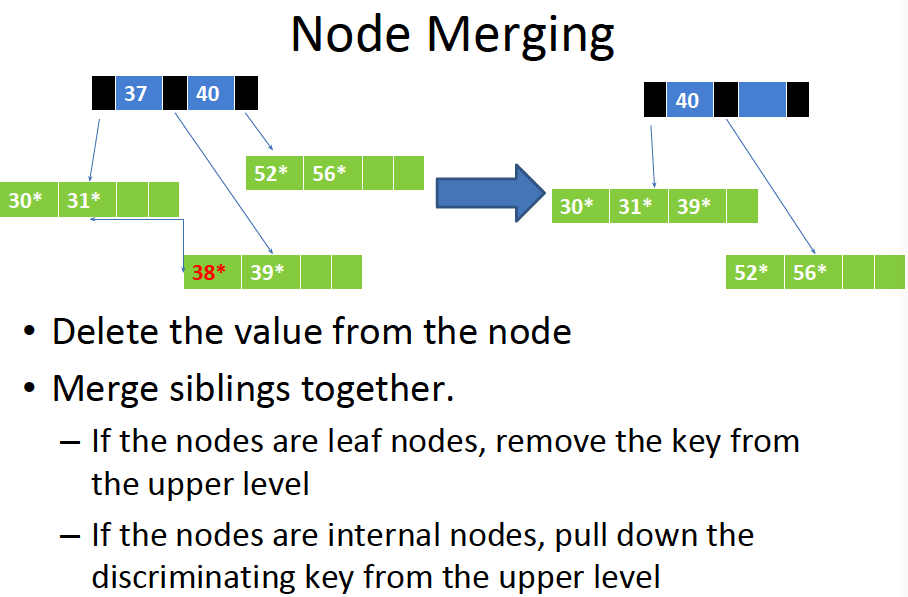 Node Merging
37 40
40
52* 56*
30* 31*
30* 31* 39*
38* 39*
52* 56*
• Delete the value from the node
• Merge siblings together.
– If the nodes are leaf nodes, remove the key from
the upper level
– If the nodes are internal nodes, pull down the
discriminating key from the upper level